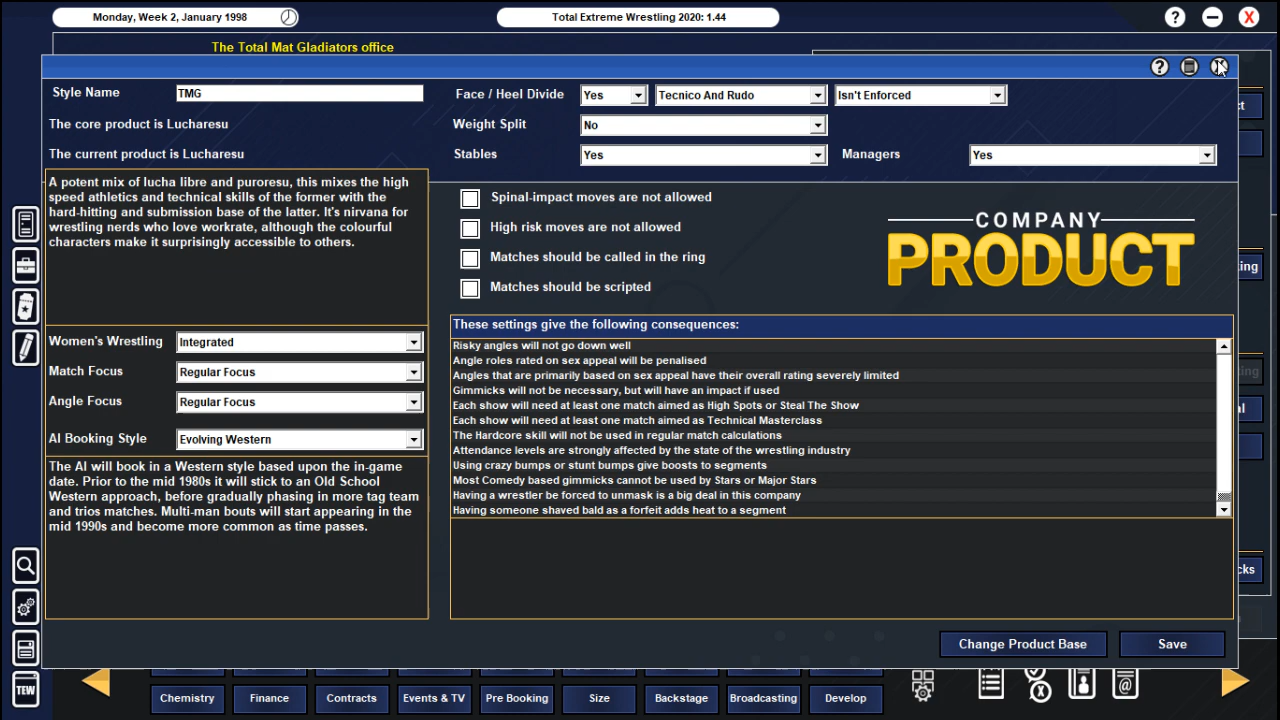 Monday, Week 2, January 1998
Total Extreme Wrestling 2020: 1.44
?
X
The Total Mat Gladiators office
?
Style Name
TMG
Face / Heel Divide
Yes
Tecnico And Rudo
Isn't Enforced
The core product is Lucharesu
Weight Split
No
The current product is Lucharesu
Stables
Yes
Managers
Yes
A potent mix of lucha libre and puroresu, this mixes the high
speed athletics and technical skills of the former with the
hard-hitting and submission base of the latter. It's nirvana for
wrestling nerds who love workrate, although the colourful
characters make it surprisingly accessible to others.
Spinal-impact moves are not allowed
High risk moves are not allowed
Matches should be called in the ring
Matches should be scripted
COMPANY
PRODUCT
Women's Wrestling
Integrated
Match Focus
Regular Focus
Angle Focus
Regular Focus
AI Booking Style
Evolving Western
The AI will book in a Western style based upon the in-game
date. Prior to the mid 1980s it will stick to an Old School
Western approach, before gradually phasing in more tag team
and trios matches. Multi-man bouts will start appearing in the
mid 1990s and become more common as time passes.
These settings give the following consequences:
Risky angles will not go down well
Angle roles rated on sex appeal will be penalised
Angles that are primarily based on sex appeal have their overall rating severely limited
Gimmicks will not be necessary, but will have an impact if used
Each show will need at least one match aimed as High Spots or Steal The Show
Each show will need at least one match aimed as Technical Masterclass
The Hardcore skill will not be used in regular match calculations
Attendance levels are strongly affected by the state of the wrestling industry
Using crazy bumps or stunt bumps give boosts to segments
Most Comedy based gimmicks cannot be used by Stars or Major Stars
Having a wrestler be forced to unmask is a big deal in this company
Having someone shaved bald as a forfeit adds heat to a segment
Change Product Base
Save
TEW
Chemistry
Finance
Contracts
Events & TV
Pre Booking
Size
Backstage
Broadcasting
Develop